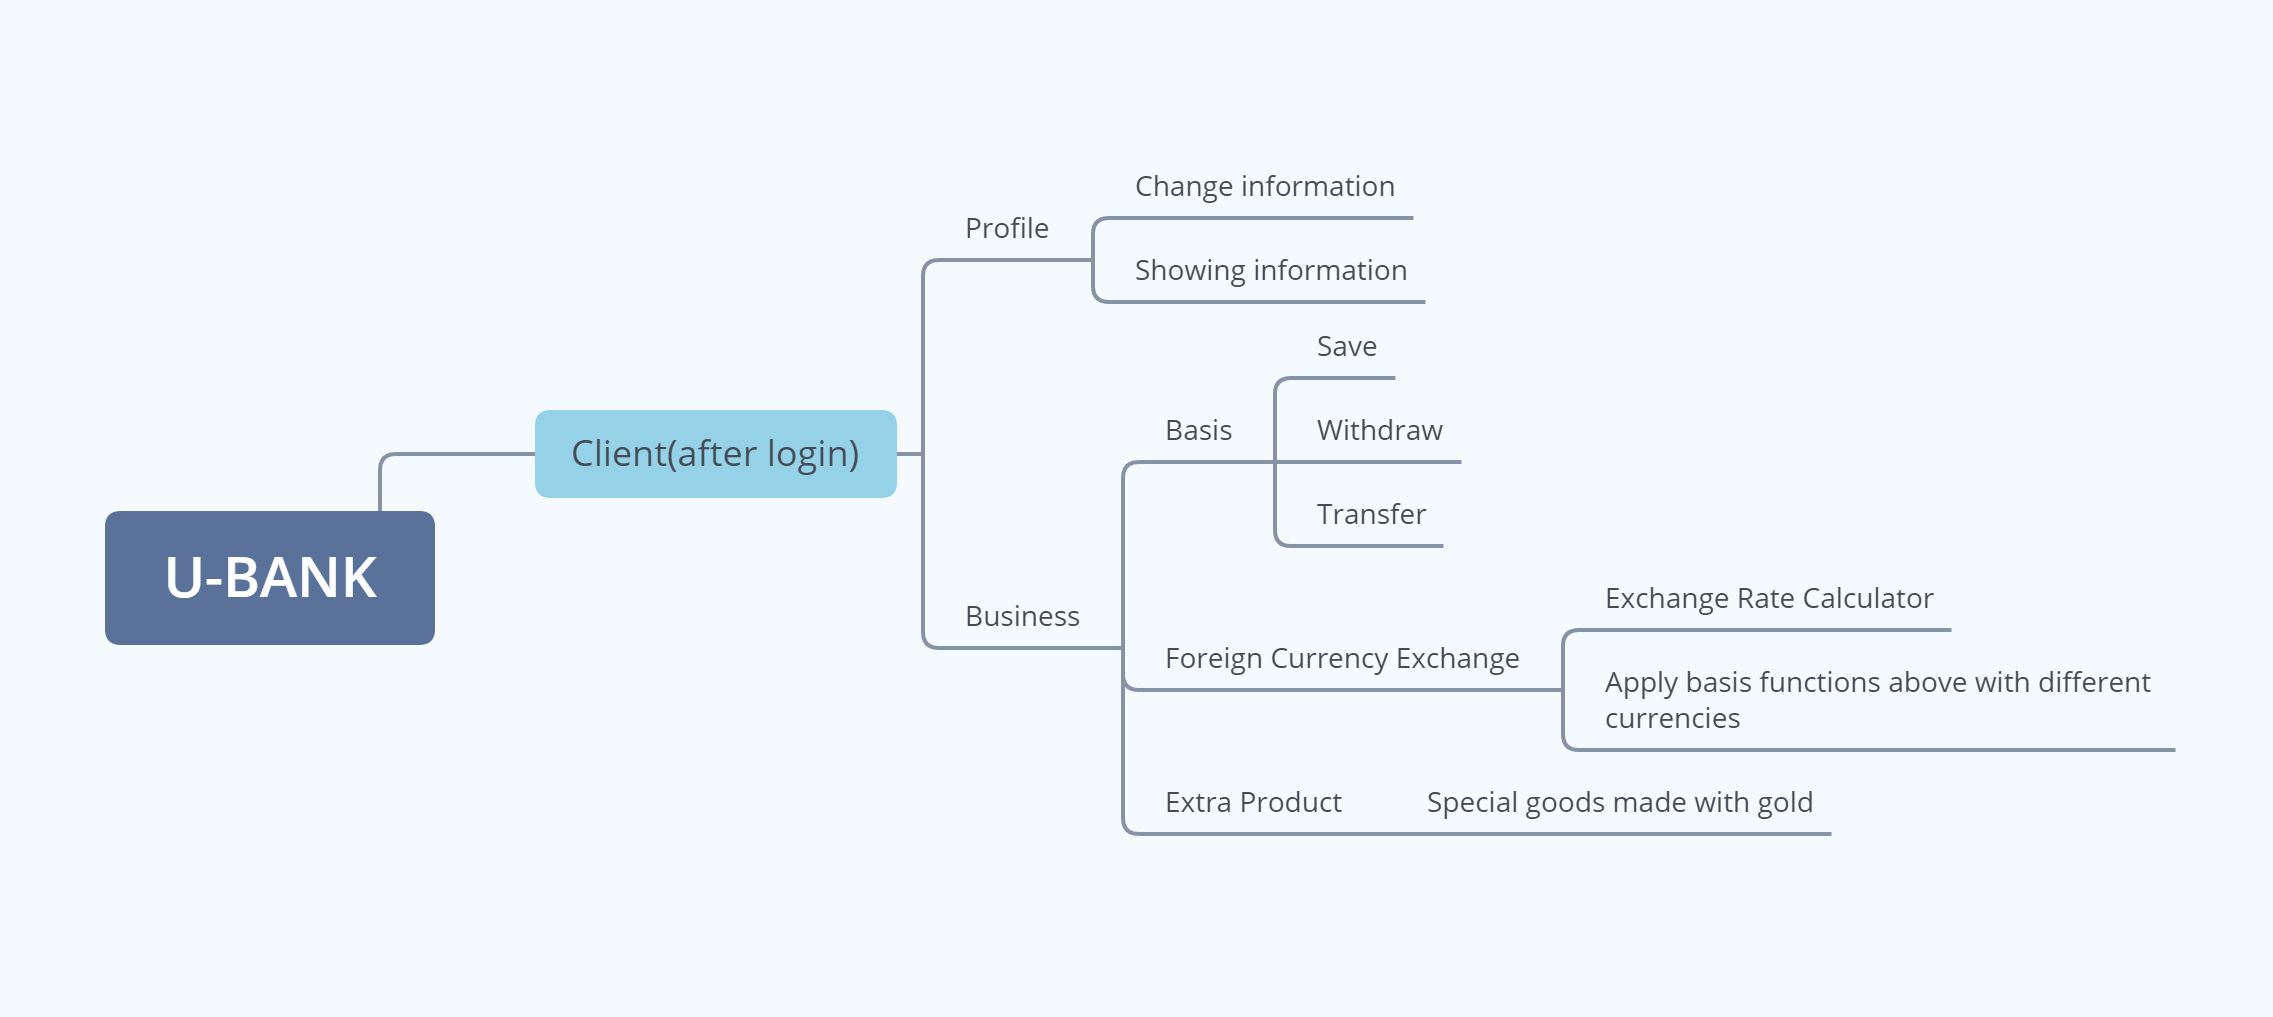 U-BANK
Client(after login)
Profile
Change information
Showing information
Business
Basis
Save
Withdraw
Transfer
Foreign Currency Exchange
Exchange Rate Calculator
Apply basis functions above with different
currencies
Extra Product
Special goods made with gold